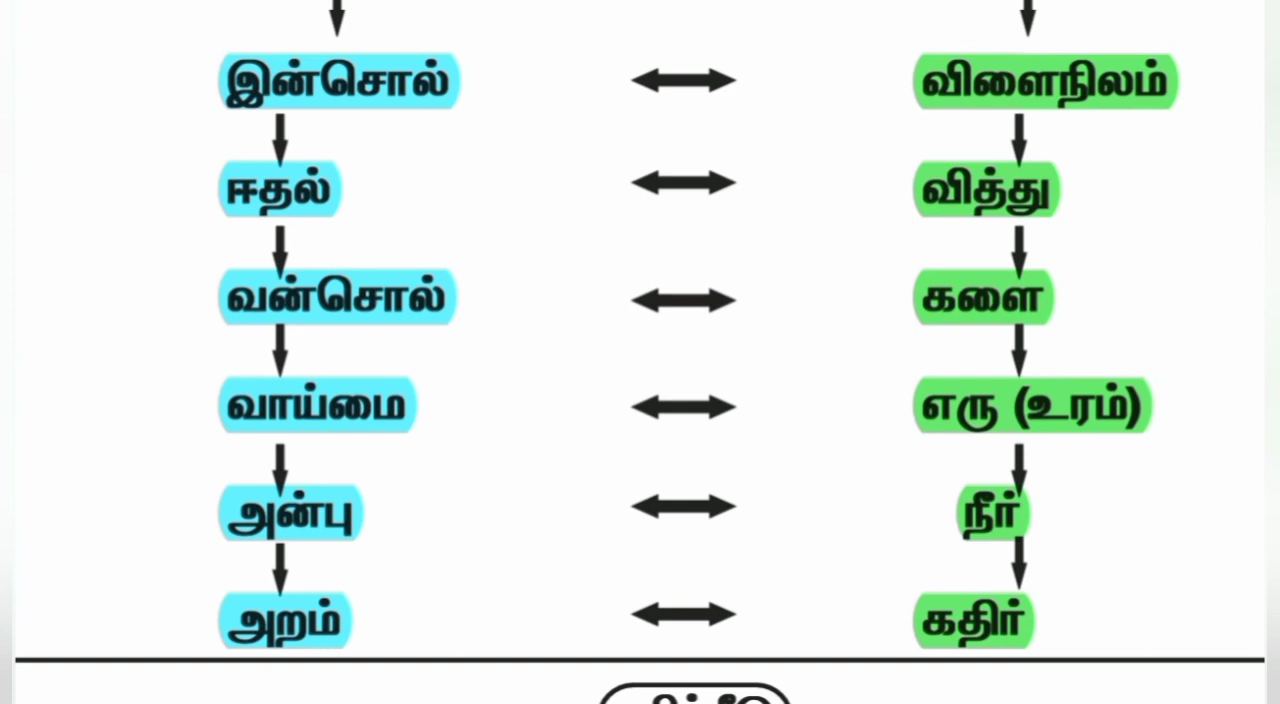 இன்சொல் விளைநிலம்
ஈதல் வித்து
வன்சொல் களை
வாய்மை எரு (உரம்)
அன்பு நீர்
அறம் கதிர்